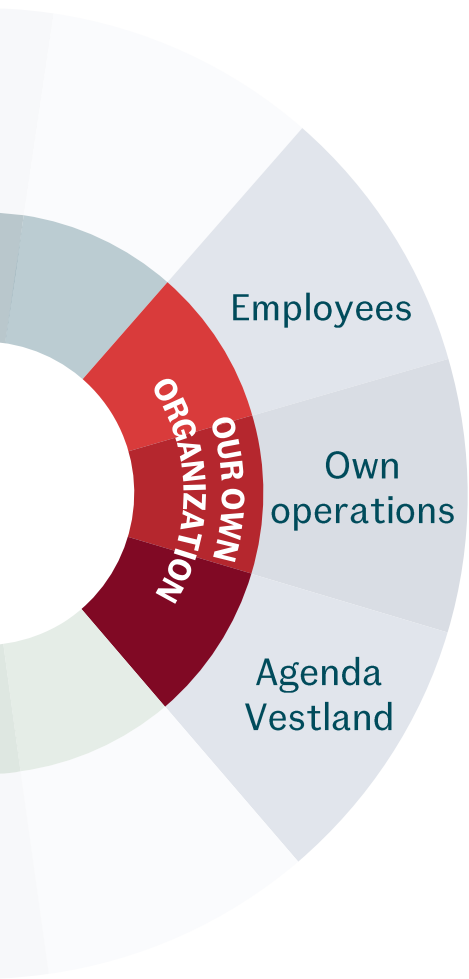 Employees
OUR OWN
ORGANIZATION
Own
operations
Agenda
Vestland